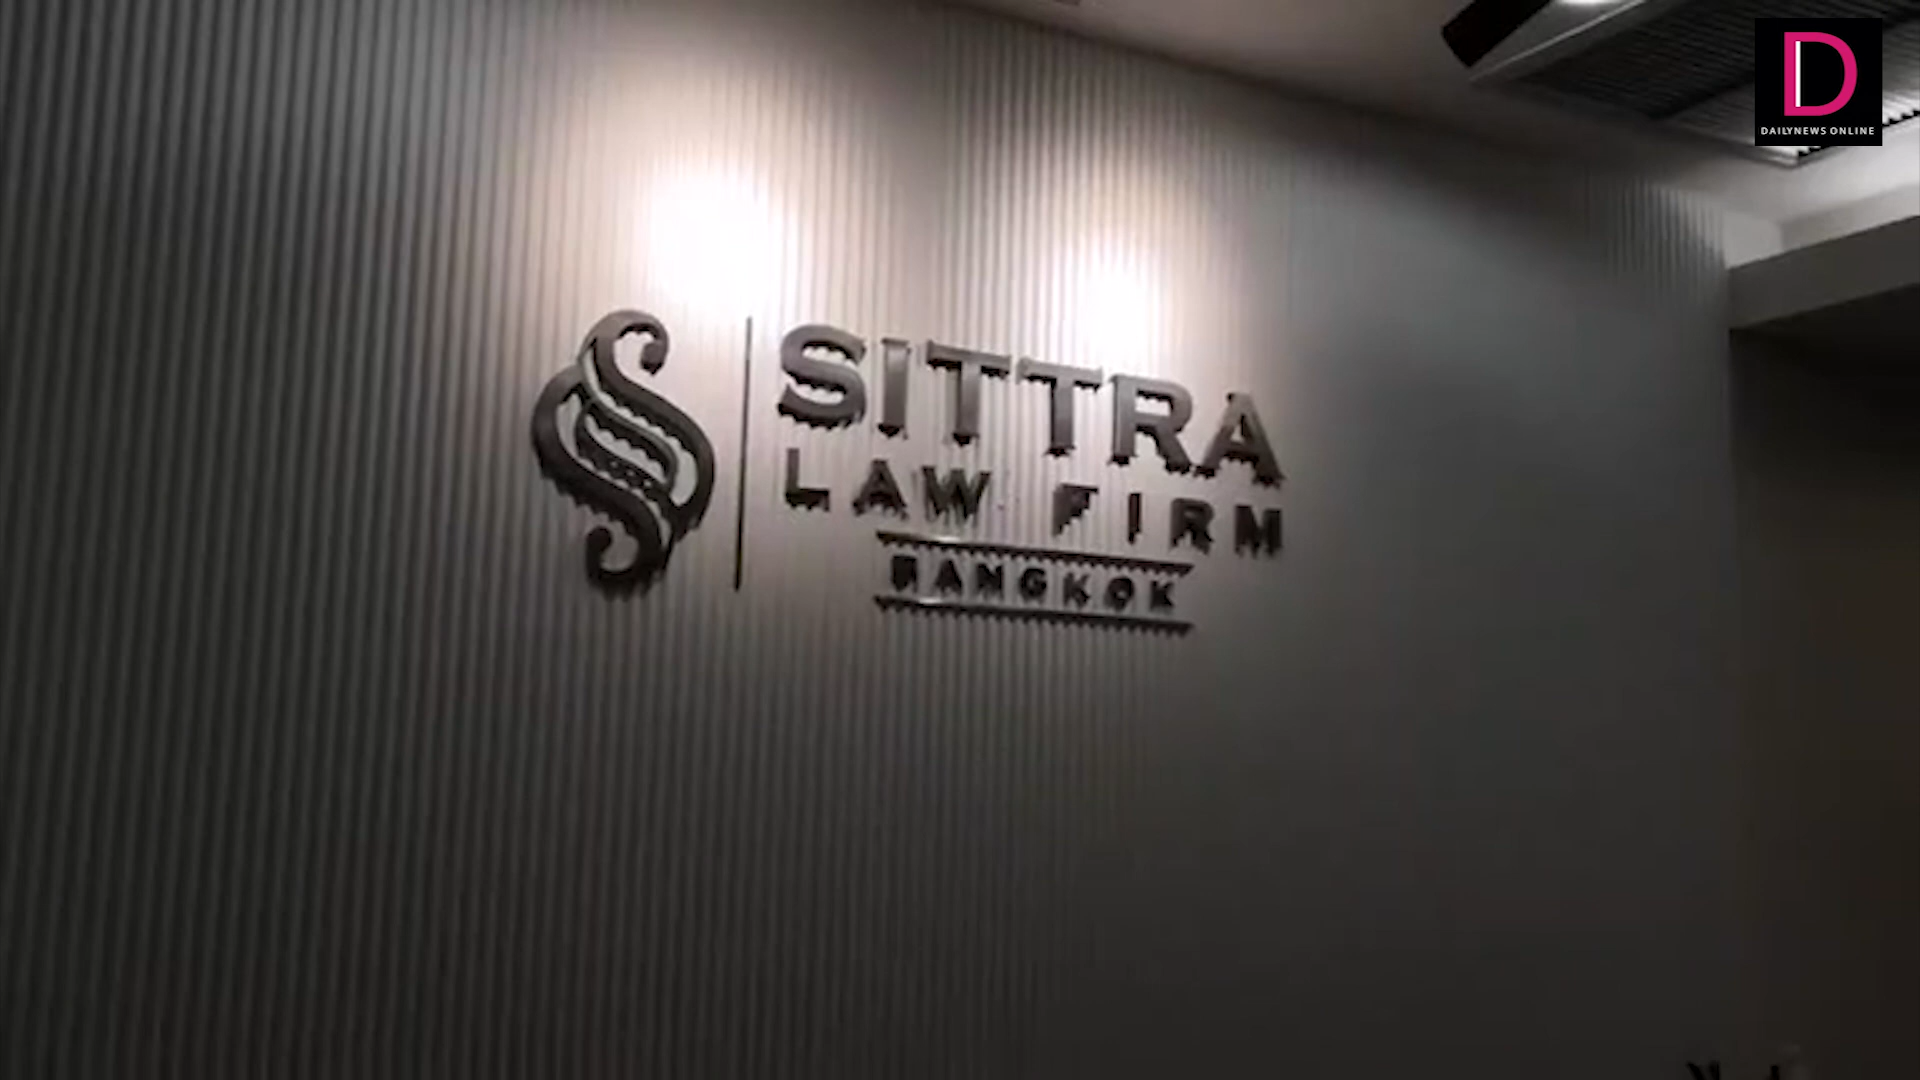 SITTRA
LAW FIRM
BANGKOK
D
DAILYNEWS ONLINE